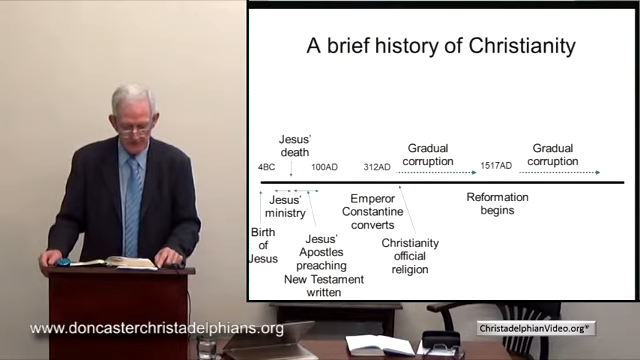 A brief history of Christianity
Jesus'
death
4BC
100AD
312AD
Gradual
corruption
1517AD
Gradual
corruption
Jesus'
ministry
Emperor
Constantine
converts
Reformation
begins
Birth
of
Jesus
Jesus'
Apostles
preaching
New Testament
written
Christianity
official
religion
www.doncasterchristadelphians.org
ChristadelphianVideo.org®